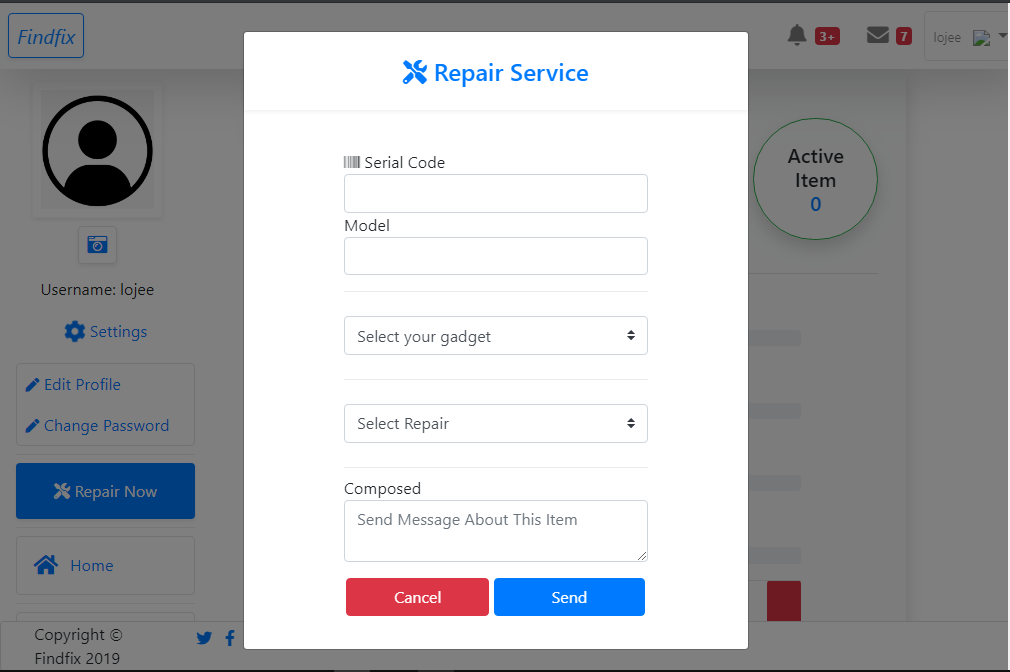 Findfix
3+
7
lojee
Repair Service
Serial Code
Model
Select your gadget
Select Repair
Composed
Send Message About This Item
Cancel
Send
Active
Item
0
Username: lojee
Settings
Edit Profile
Change Password
Repair Now
Home
Copyright ©
Findfix 2019